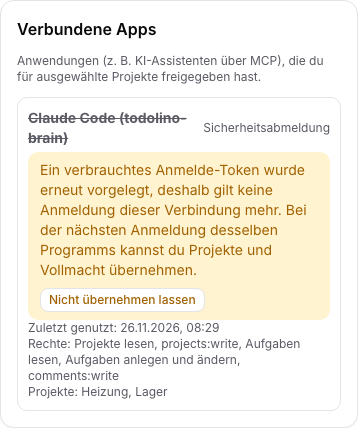 Verbundene Apps
Anwendungen (z. B. KI-Assistenten über MCP), die du
für ausgewählte Projekte freigegeben hast.
Claude Code (todolino-
brain)
Sicherheitsabmeldung
Ein verbrauchtes Anmelde-Token wurde
erneut vorgelegt, deshalb gilt keine
Anmeldung dieser Verbindung mehr. Bei
der nächsten Anmeldung desselben
Programms kannst du Projekte und
Vollmacht übernehmen.
Nicht übernehmen lassen
Zuletzt genutzt: 26.11.2026, 08:29
Rechte: Projekte lesen, projects:write, Aufgaben
lesen, Aufgaben anlegen und ändern,
comments:write
Projekte: Heizung, Lager